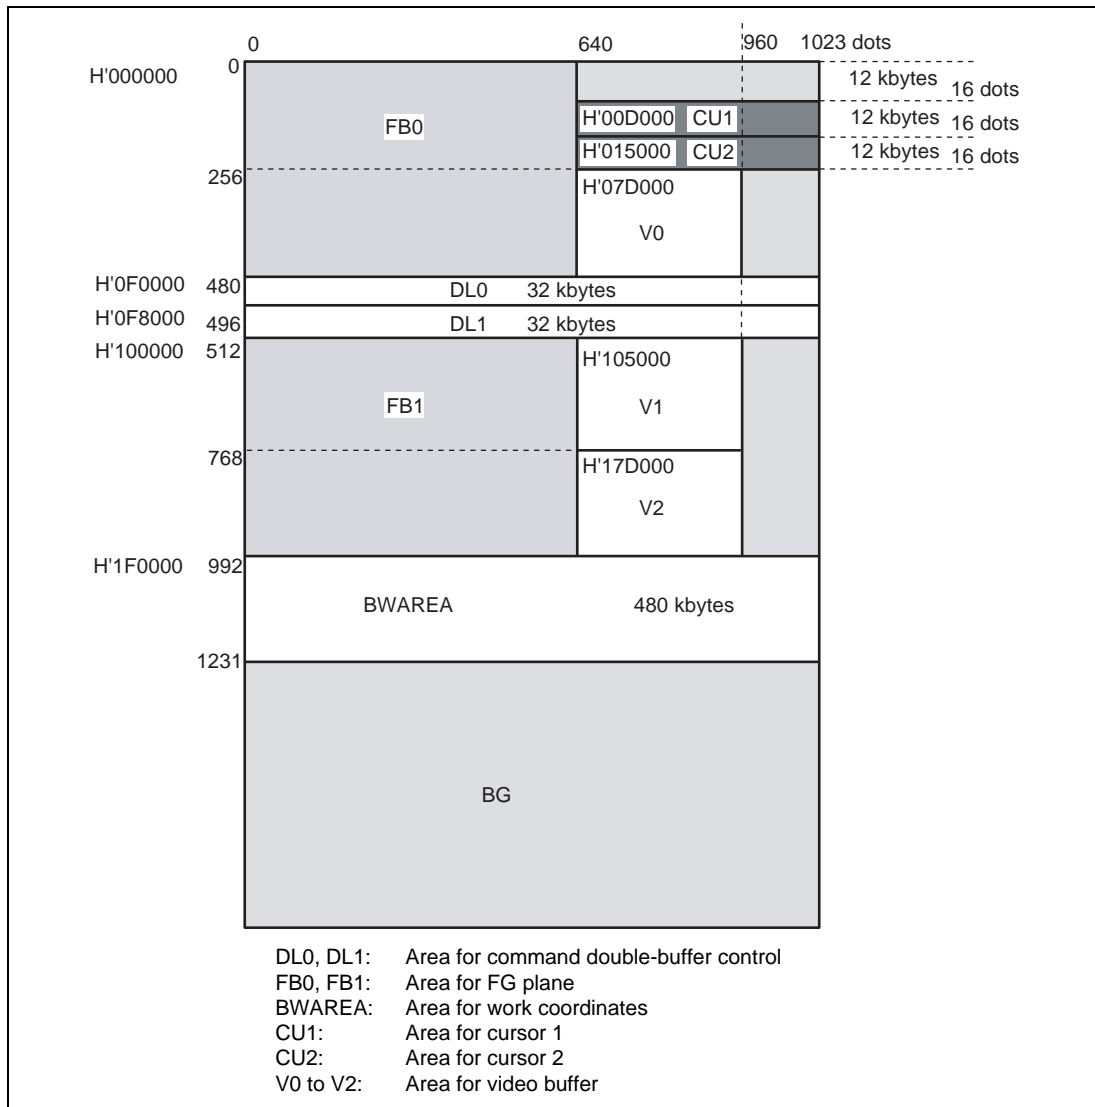 0 640 960 1023 dots
H'000000 0
12 kbytes 16 dots
FB0 H'00D000 CU1 12 kbytes 16 dots
H'015000 CU2 12 kbytes 16 dots
256 H'07D000
V0
H'0F0000 480 DL0 32 kbytes
H'0F8000 496 DL1 32 kbytes
H'100000 512 H'105000
FB1 V1
768 H'17D000
V2
H'1F0000 992
BWAREA 480 kbytes
1231
BG
DL0, DL1: Area for command double-buffer control
FB0, FB1: Area for FG plane
BWAREA: Area for work coordinates
CU1: Area for cursor 1
CU2: Area for cursor 2
V0 to V2: Area for video buffer